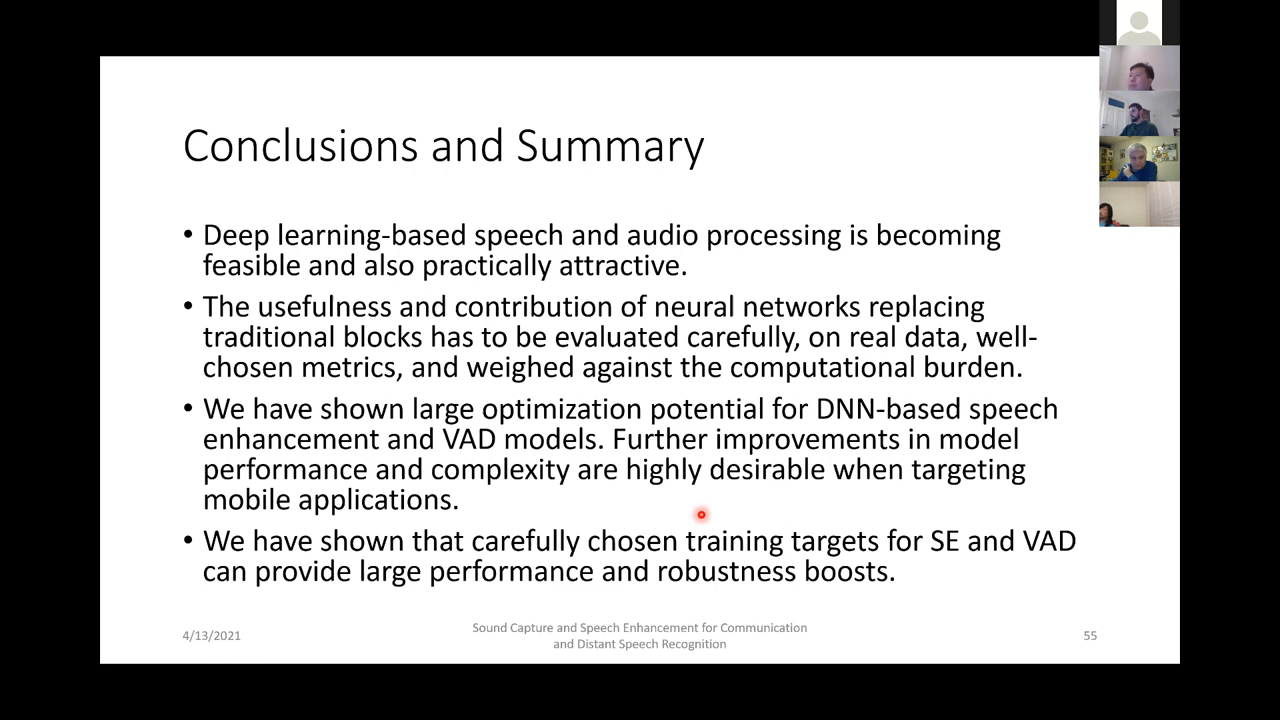 Conclusions and Summary
• Deep learning-based speech and audio processing is becoming
feasible and also practically attractive.
• The usefulness and contribution of neural networks replacing
traditional blocks has to be evaluated carefully, on real data, well-
chosen metrics, and weighed against the computational burden.
• We have shown large optimization potential for DNN-based speech
enhancement and VAD models. Further improvements in model
performance and complexity are highly desirable when targeting
mobile applications.
• We have shown that carefully chosen training targets for SE and VAD
can provide large performance and robustness boosts.
4/13/2021
Sound Capture and Speech Enhancement for Communication
and Distant Speech Recognition
55